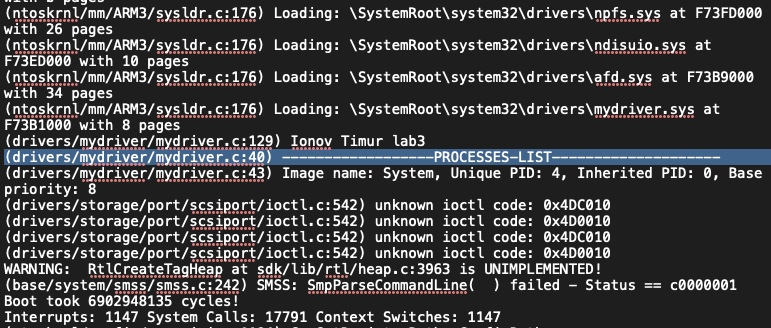 (ntoskrnl/mm/ARM3/sysldr.c:176) Loading: \SystemRoot\system32\drivers\npfs.sys at F73FD000
with 26 pages
(ntoskrnl/mm/ARM3/sysldr.c:176) Loading: \SystemRoot\system32\drivers\ndisuio.sys at
F73ED000 with 10 pages
(ntoskrnl/mm/ARM3/sysldr.c:176) Loading: \SystemRoot\system32\drivers\afd.sys at F73B9000
with 34 pages
(ntoskrnl/mm/ARM3/sysldr.c:176) Loading: \SystemRoot\system32\drivers\mydriver.sys at
F73B1000 with 8 pages
(drivers/mydriver/mydriver.c:129) Ionov Timur lab3
(drivers/mydriver/mydriver.c:40) ------------------PROCESSES-LIST--------------------
(drivers/mydriver/mydriver.c:43) Image name: System, Unique PID: 4, Inherited PID: 0, Base
priority: 8
(drivers/storage/port/scsiport/ioctl.c:542) unknown ioctl code: 0x4DC010
(drivers/storage/port/scsiport/ioctl.c:542) unknown ioctl code: 0x4D0010
(drivers/storage/port/scsiport/ioctl.c:542) unknown ioctl code: 0x4DC010
(drivers/storage/port/scsiport/ioctl.c:542) unknown ioctl code: 0x4D0010
WARNING:  RtlCreateTagHeap at sdk/lib/rtl/heap.c:3963 is UNIMPLEMENTED!
(base/system/smss/smss.c:242) SMSS: SmpParseCommandLine(  ) failed - Status == c0000001
Boot took 6902948135 cycles!
Interrupts: 1147 System Calls: 17791 Context Switches: 1147